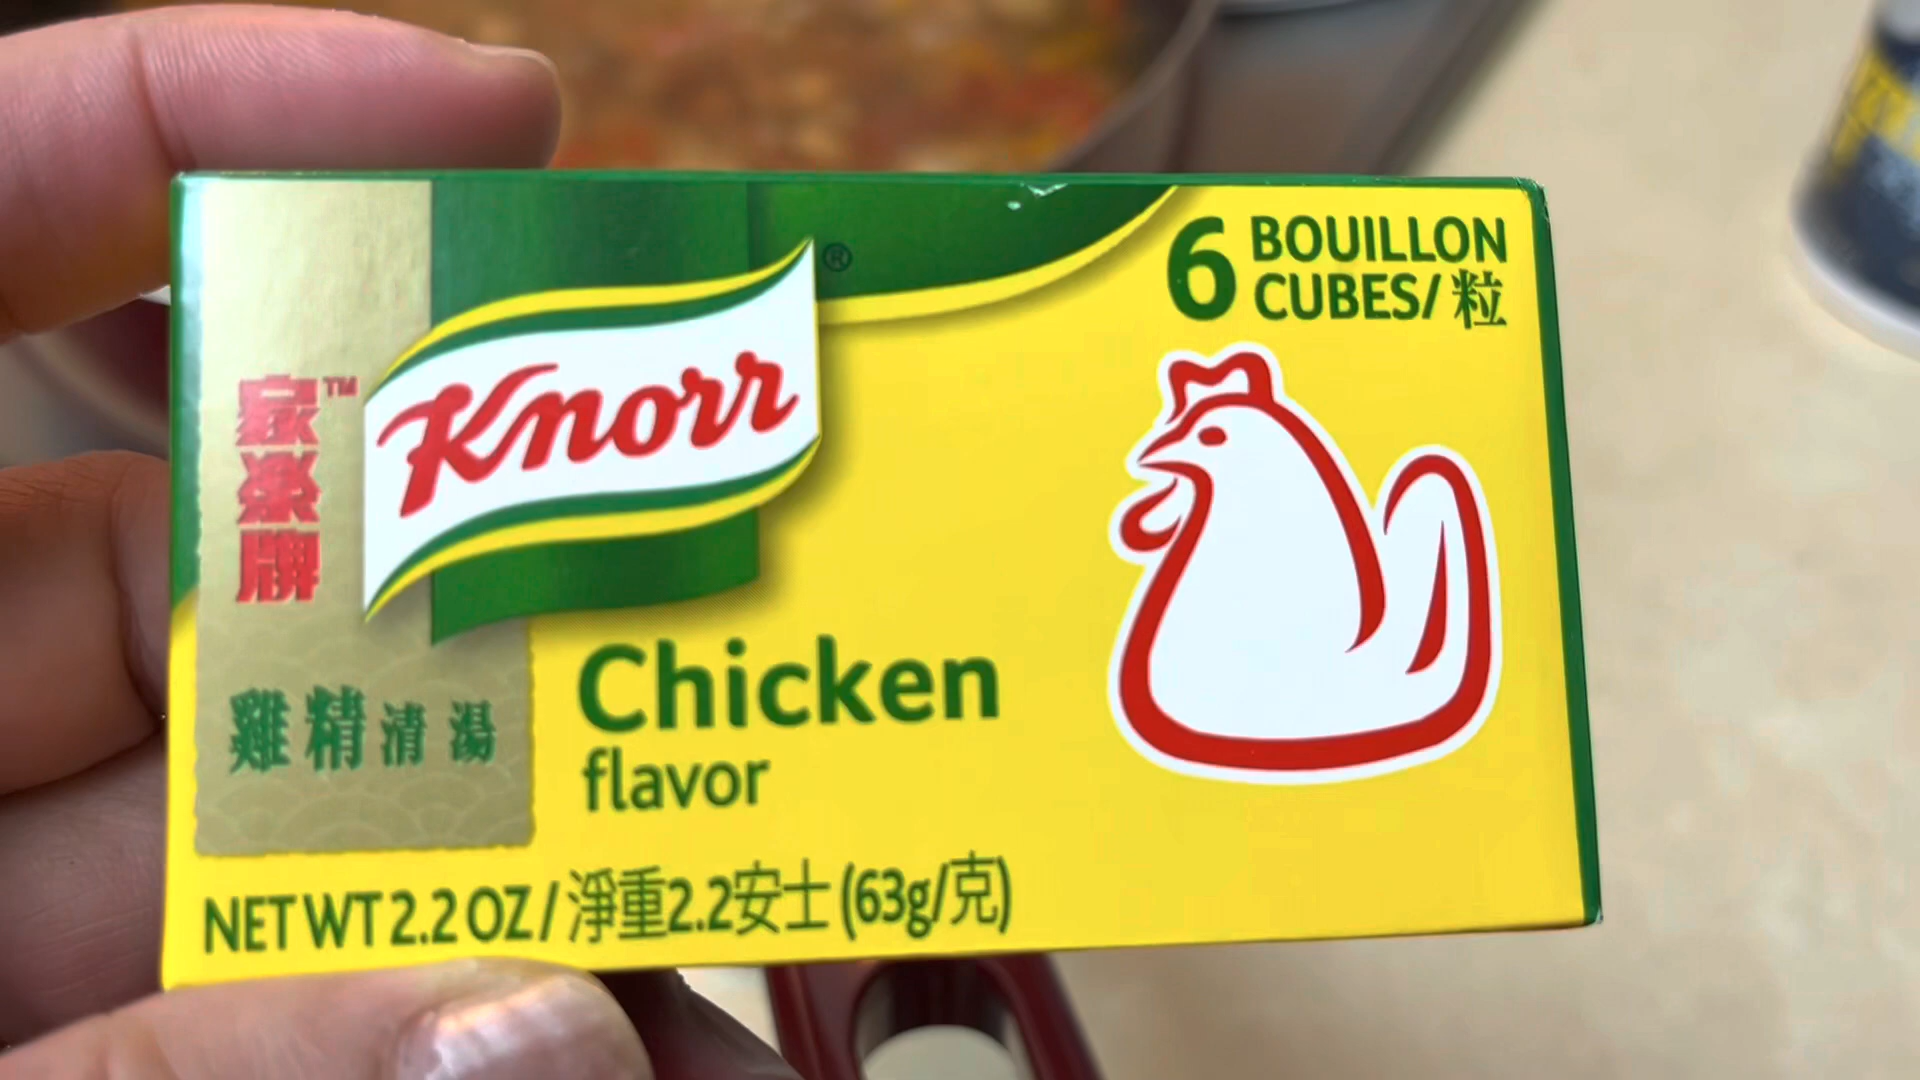 6 BOUILLON
CUBES/粒
®
Knorr
家樂牌™
Chicken
flavor
雞精清湯
NET WT 2.2 OZ/淨重2.2安士(63g/克)